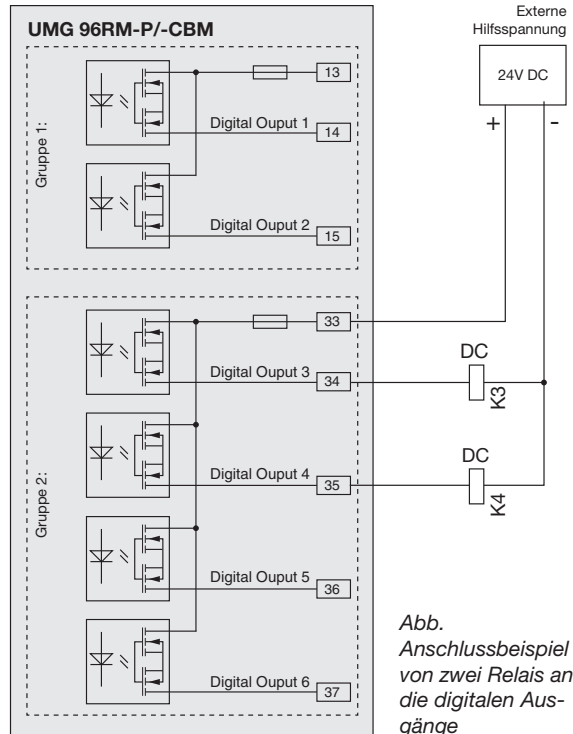 UMG 96RM-P/-CBM
Externe
Hilfsspannung
24V DC
+ -
Gruppe 1:
13
Digital Ouput 1
14
Digital Ouput 2
15
Gruppe 2:
33
Digital Ouput 3
34
DC
K3
Digital Ouput 4
35
DC
K4
Digital Ouput 5
36
Digital Ouput 6
37
Abb.
Anschlussbeispiel
von zwei Relais an
die digitalen Aus-
gänge